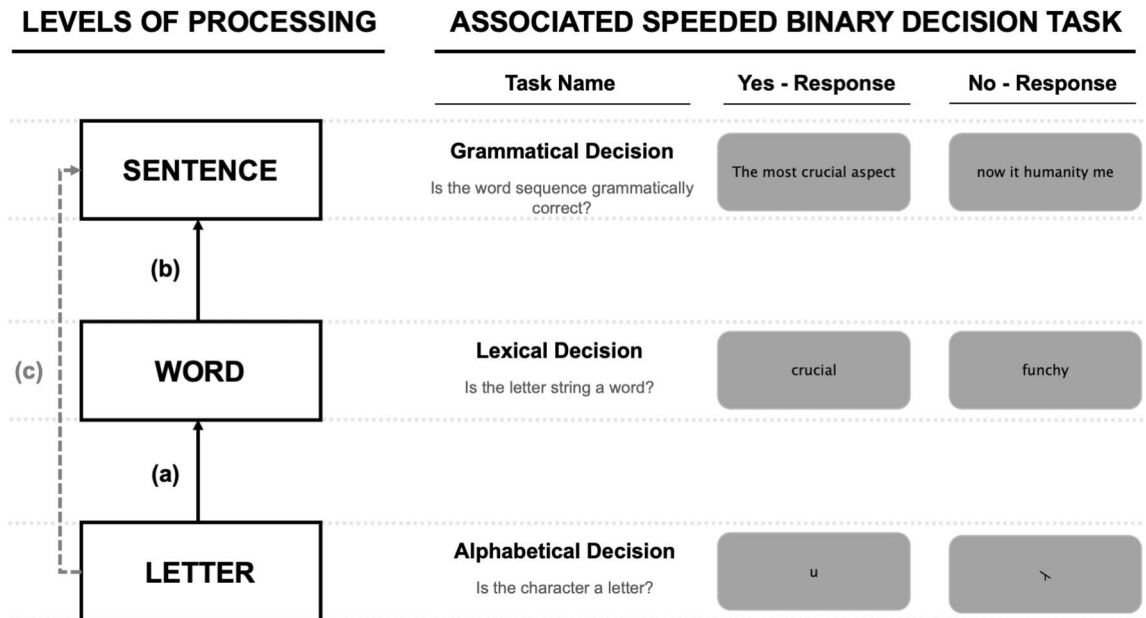 LEVELS OF PROCESSING
ASSOCIATED SPEEDED BINARY DECISION TASK
Task Name
Yes - Response
No - Response
SENTENCE
Grammatical Decision
Is the word sequence grammatically
correct?
The most crucial aspect
now it humanity me
(b)
(c)
WORD
Lexical Decision
Is the letter string a word?
crucial
funchy
(a)
LETTER
Alphabetical Decision
Is the character a letter?
u